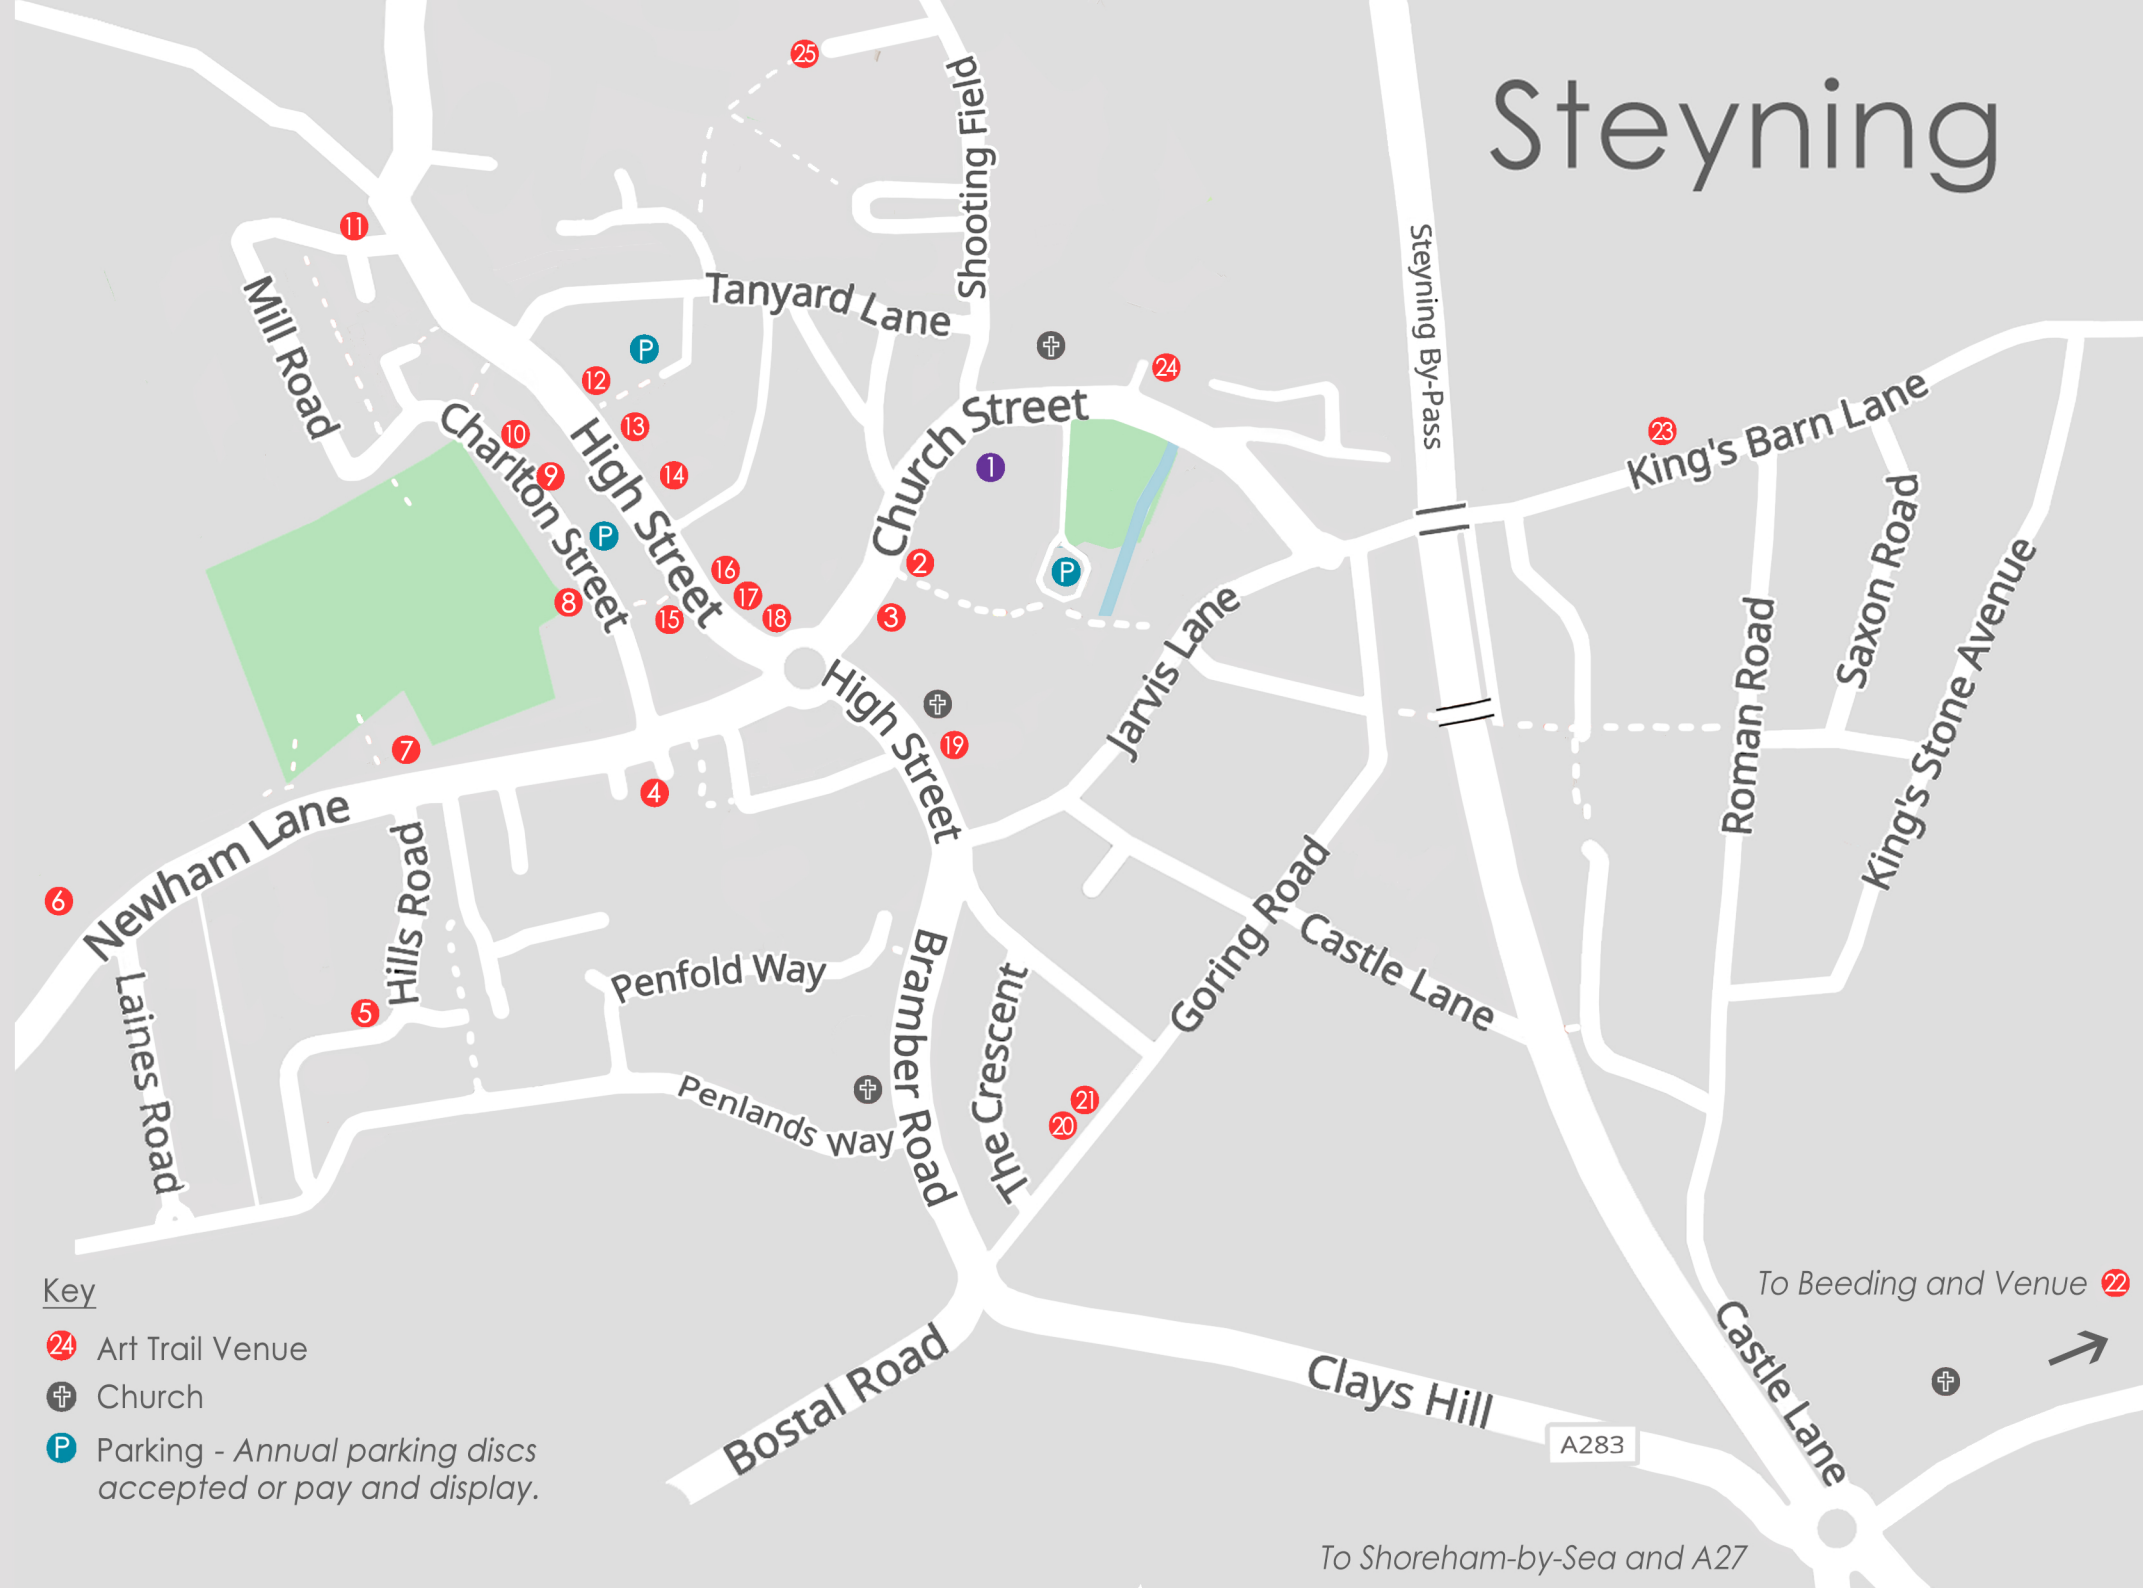 25
Steyning
Shooting Field
11
Steyning By-Pass
Mill Road
Tanyard Lane
P
12
24
Church Street
King's Barn Lane
23
13
10
Charlton Street
High Street
1
9
14
P
Saxon Road
2
16
P
17
8
15
18
3
King's Stone Avenue
Roman Road
Jarvis Lane
High Street
19
7
4
Newham Lane
Hills Road
6
Goring Road
Castle Lane
Penfold Way
Bramber Road
The Crescent
Laines Road
5
21
20
Penlands Way
To Beeding and Venue 22
Key
24 Art Trail Venue
Church
P Parking - Annual parking discs
accepted or pay and display.
Bostal Road
Clays Hill
A283
Castle Lane
To Shoreham-by-Sea and A27